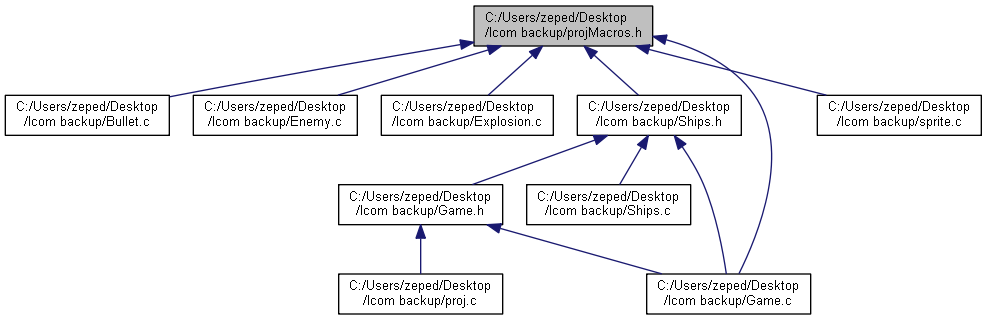 C:/Users/zeped/Desktop
/lcom backup/projMacros.h
C:/Users/zeped/Desktop
/lcom backup/Bullet.c
C:/Users/zeped/Desktop
/lcom backup/Enemy.c
C:/Users/zeped/Desktop
/lcom backup/Explosion.c
C:/Users/zeped/Desktop
/lcom backup/Ships.h
C:/Users/zeped/Desktop
/lcom backup/sprite.c
C:/Users/zeped/Desktop
/lcom backup/Game.h
C:/Users/zeped/Desktop
/lcom backup/Ships.c
C:/Users/zeped/Desktop
/lcom backup/proj.c
C:/Users/zeped/Desktop
/lcom backup/Game.c